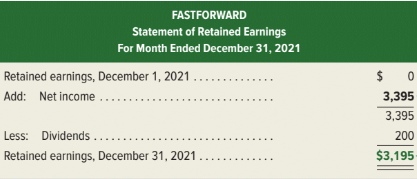 FASTFORWARD
Statement of Retained Earnings
For Month Ended December 31, 2021
Retained earnings, December 1, 2021 .............. $ 0
Add: Net income .............................. 3,395
3,395
Less: Dividends ............................... 200
Retained earnings, December 31, 2021 ............. $3,195